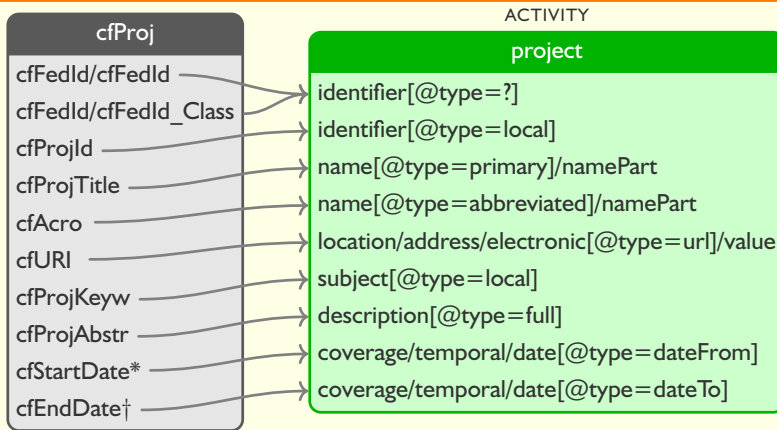 ACTIVITY
cfProj
cfFedId/cfFedId
cfFedId/cfFedId_Class
cfProjId
cfProjTitle
cfAcro
cfURI
cfProjKeyw
cfProjAbstr
cfStartDate*
cfEndDate†
project
identifier[@type=?]
identifier[@type=local]
name[@type=primary]/namePart
name[@type=abbreviated]/namePart
location/address/electronic[@type=url]/value
subject[@type=local]
description[@type=full]
coverage/temporal/date[@type=dateFrom]
coverage/temporal/date[@type=dateTo]